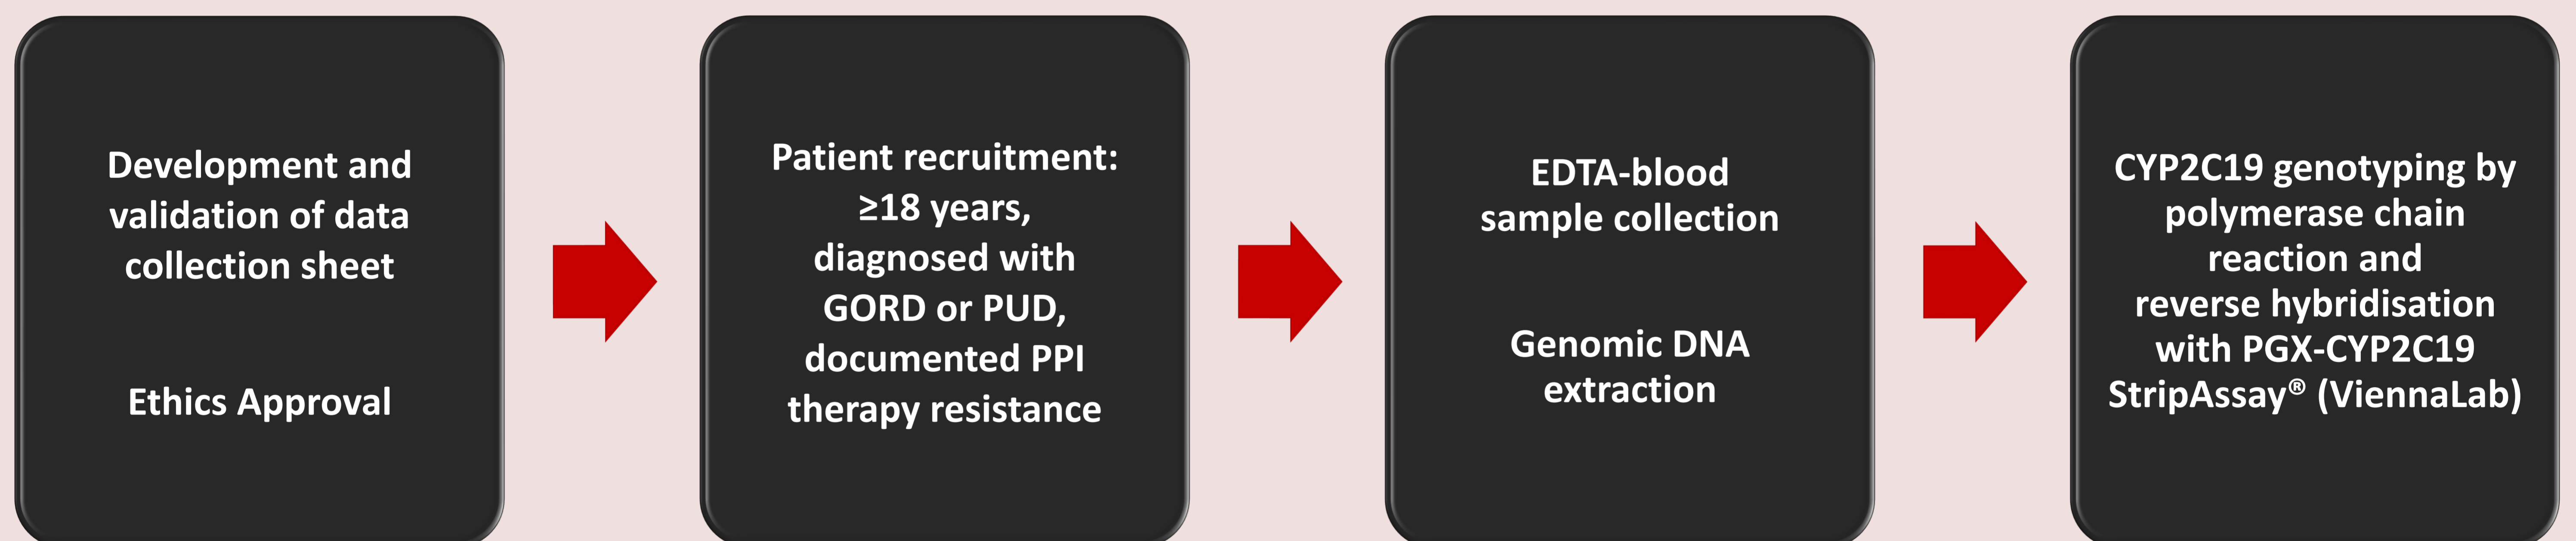 Development and
validation of data
collection sheet
Ethics Approval
Patient recruitment:
≥18 years,
diagnosed with
GORD or PUD,
documented PPI
therapy resistance
EDTA-blood
sample collection
Genomic DNA
extraction
CYP2C19 genotyping by
polymerase chain
reaction and
reverse hybridisation
with PGX-CYP2C19
StripAssay® (ViennaLab)